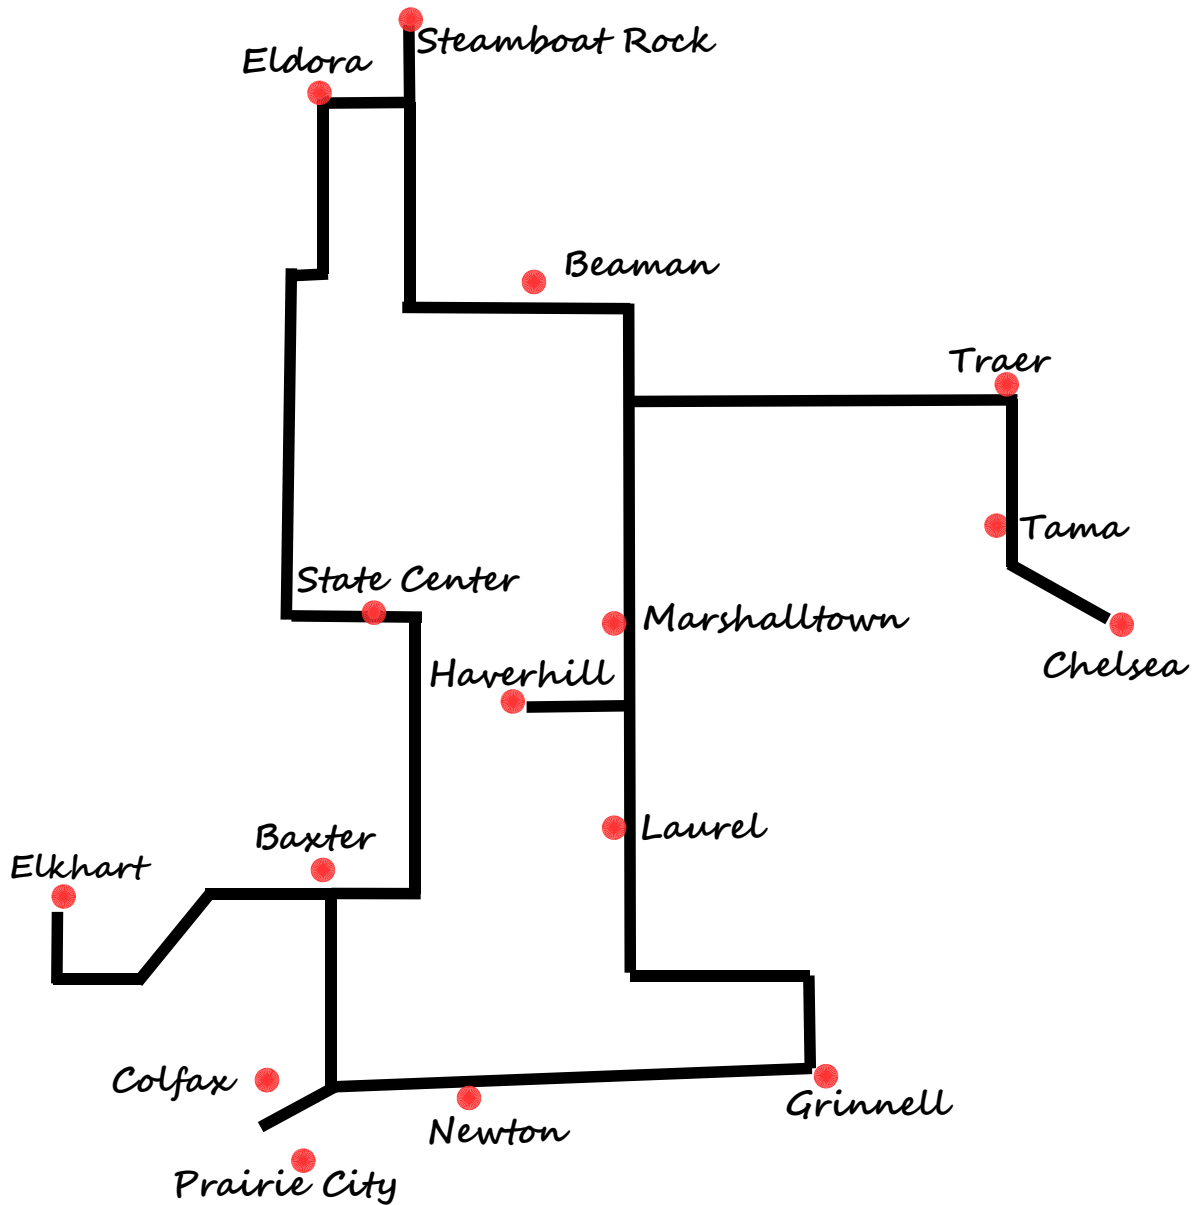 Steamboat Rock
Eldora
Beaman
Traer
Tama
State Center
Marshalltown
Chelsea
Haverhill
Laurel
Baxter
Elkhart
Colfax
Grinnell
Newton
Prairie City